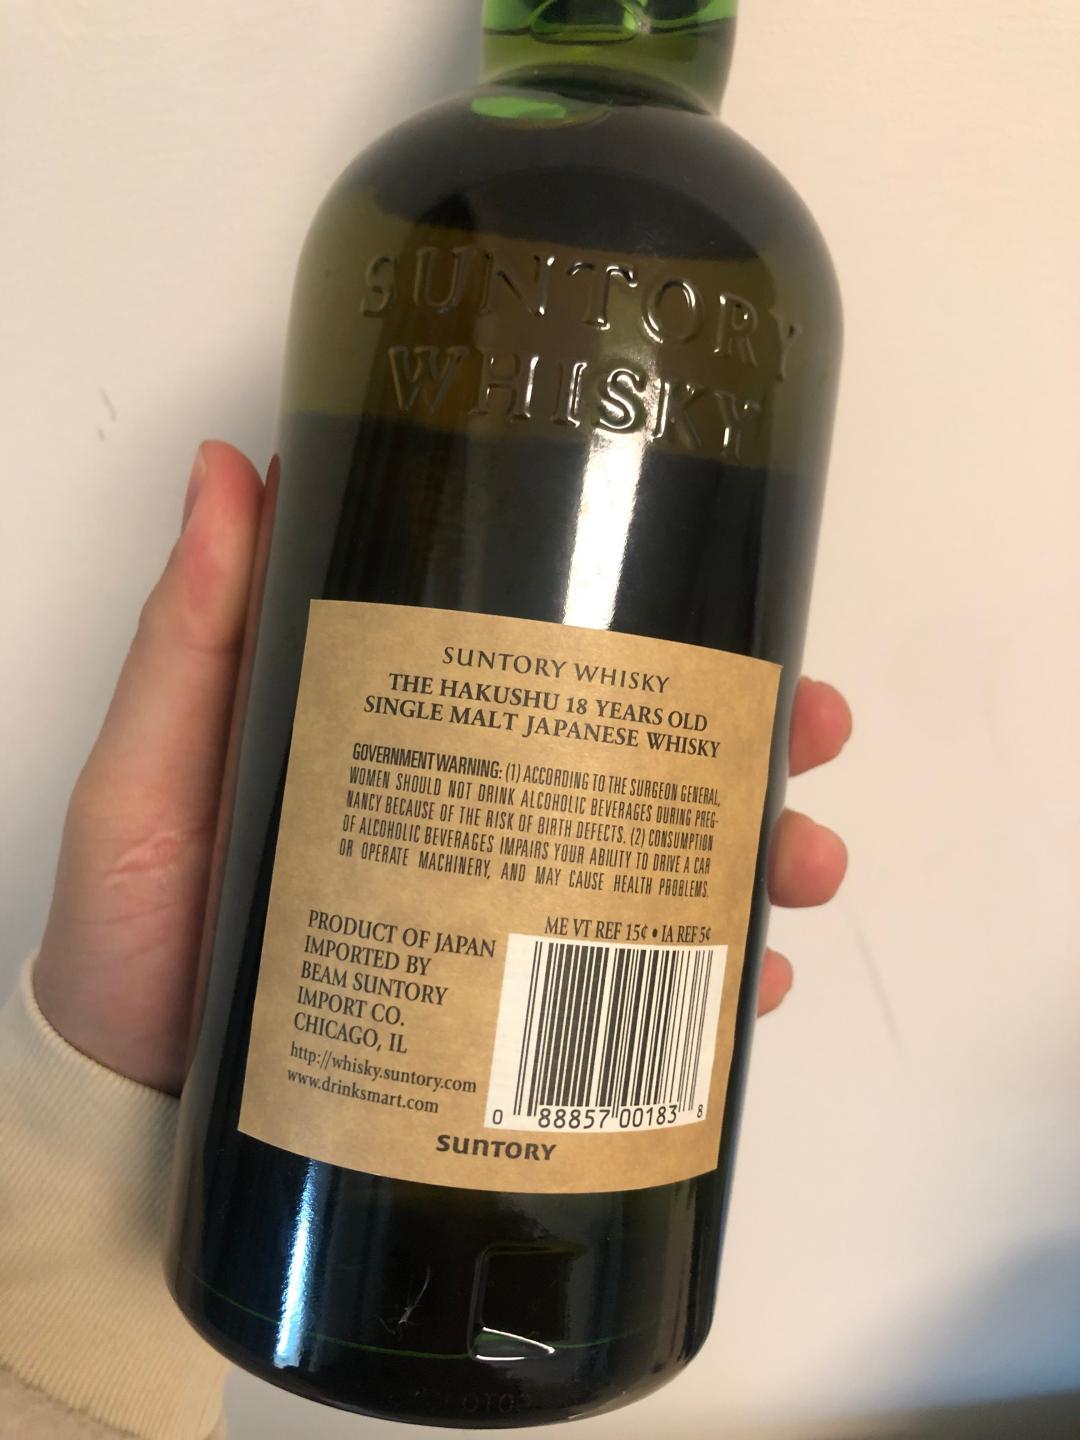 SUNTORY
WHISKY
SUNTORY WHISKY
THE HAKUSHU 18 YEARS OLD
SINGLE MALT JAPANESE WHISKY
GOVERNMENT WARNING: (1) ACCORDING TO THE SURGEON GENERAL,
WOMEN SHOULD NOT DRINK ALCOHOLIC BEVERAGES DURING PREG-
NANCY BECAUSE OF THE RISK OF BIRTH DEFECTS. (2) CONSUMPTION
OF ALCOHOLIC BEVERAGES IMPAIRS YOUR ABILITY TO DRIVE A CAR
OR OPERATE MACHINERY, AND MAY CAUSE HEALTH PROBLEMS.
PRODUCT OF JAPAN
IMPORTED BY
BEAM SUNTORY
IMPORT CO.
CHICAGO, IL
http://whisky.suntory.com
www.drinksmart.com
ME VT REF 15¢ • IA REF 5¢
0 88857 00183 8
SUNTORY